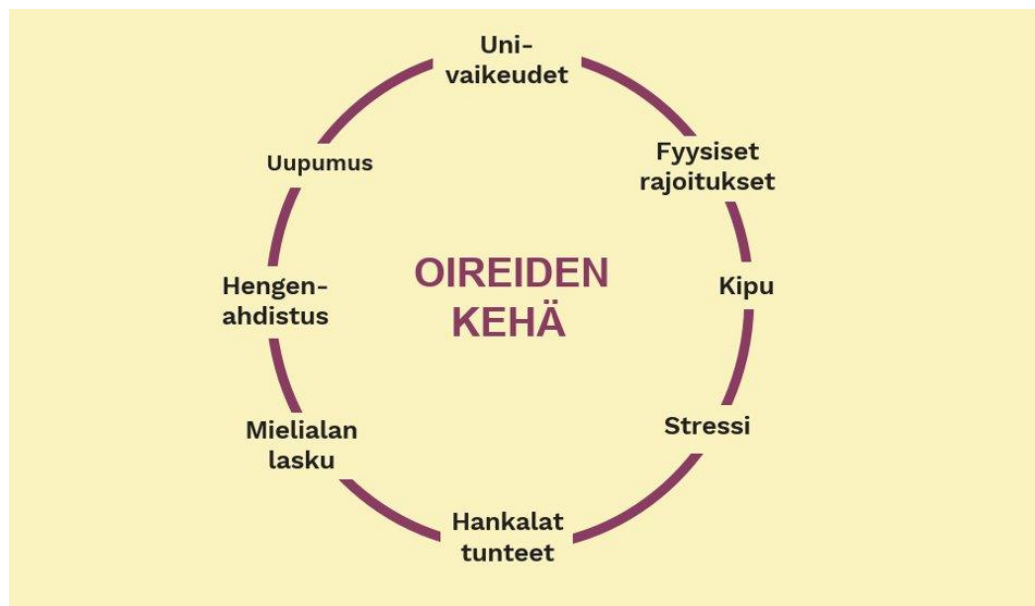 Uni-
vaikeudet
Fyysiset
rajoitukset
Kipu
Stressi
Hankalat
tunteet
Mielialan
lasku
Hengen-
ahdistus
Uupumus
OIREIDEN
KEHÄ